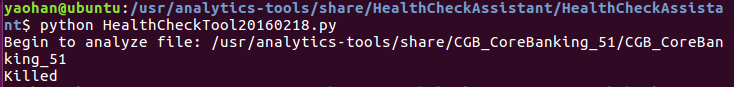 yaohan@ubuntu:/usr/analytics-tools/share/HealthCheckAssistant/HealthCheckAssista
nt$ python HealthCheckTool20160218.py
Begin to analyze file: /usr/analytics-tools/share/CGB_CoreBanking_51/CGB_CoreBan
king_51
Killed